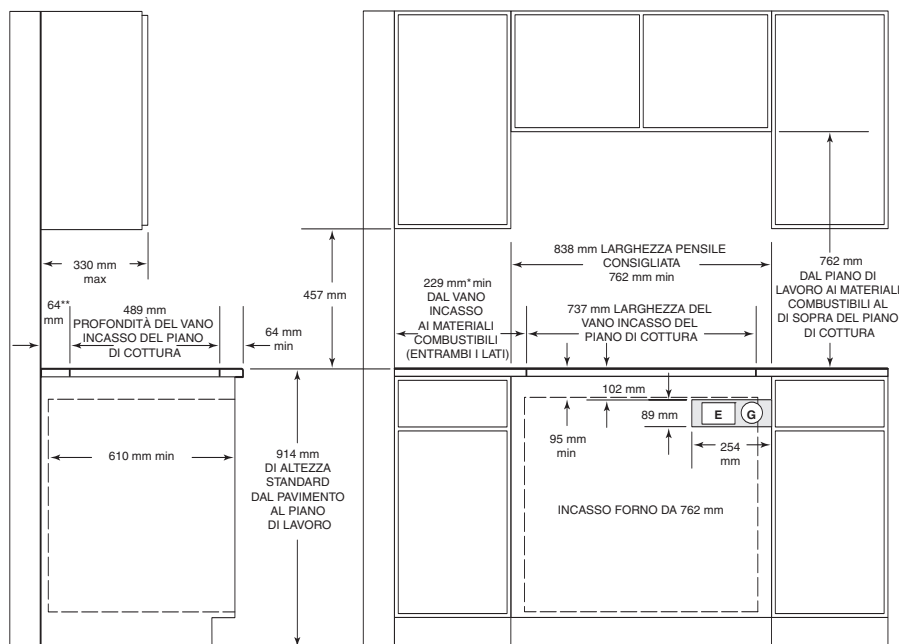 330 mm
max
64**
mm
489 mm
PROFONDITÀ DEL VANO
INCASSO DEL PIANO
DI COTTURA
64 mm
min
457 mm
838 mm LARGHEZZA PENSILE
CONSIGLIATA
762 mm min
229 mm* min
DAL VANO
INCASSO
AI MATERIALI
COMBUSTIBILI
(ENTRAMBI I LATI)
737 mm LARGHEZZA DEL
VANO INCASSO DEL
PIANO DI COTTURA
762 mm
DAL PIANO DI
LAVORO AI MATERIALI
COMBUSTIBILI AL
DI SOPRA DEL PIANO
DI COTTURA
610 mm min
914 mm
DI ALTEZZA
STANDARD
DAL PAVIMENTO
AL PIANO
DI LAVORO
102 mm
89 mm
E
G
95 mm
min
254
mm
INCASSO FORNO DA 762 mm